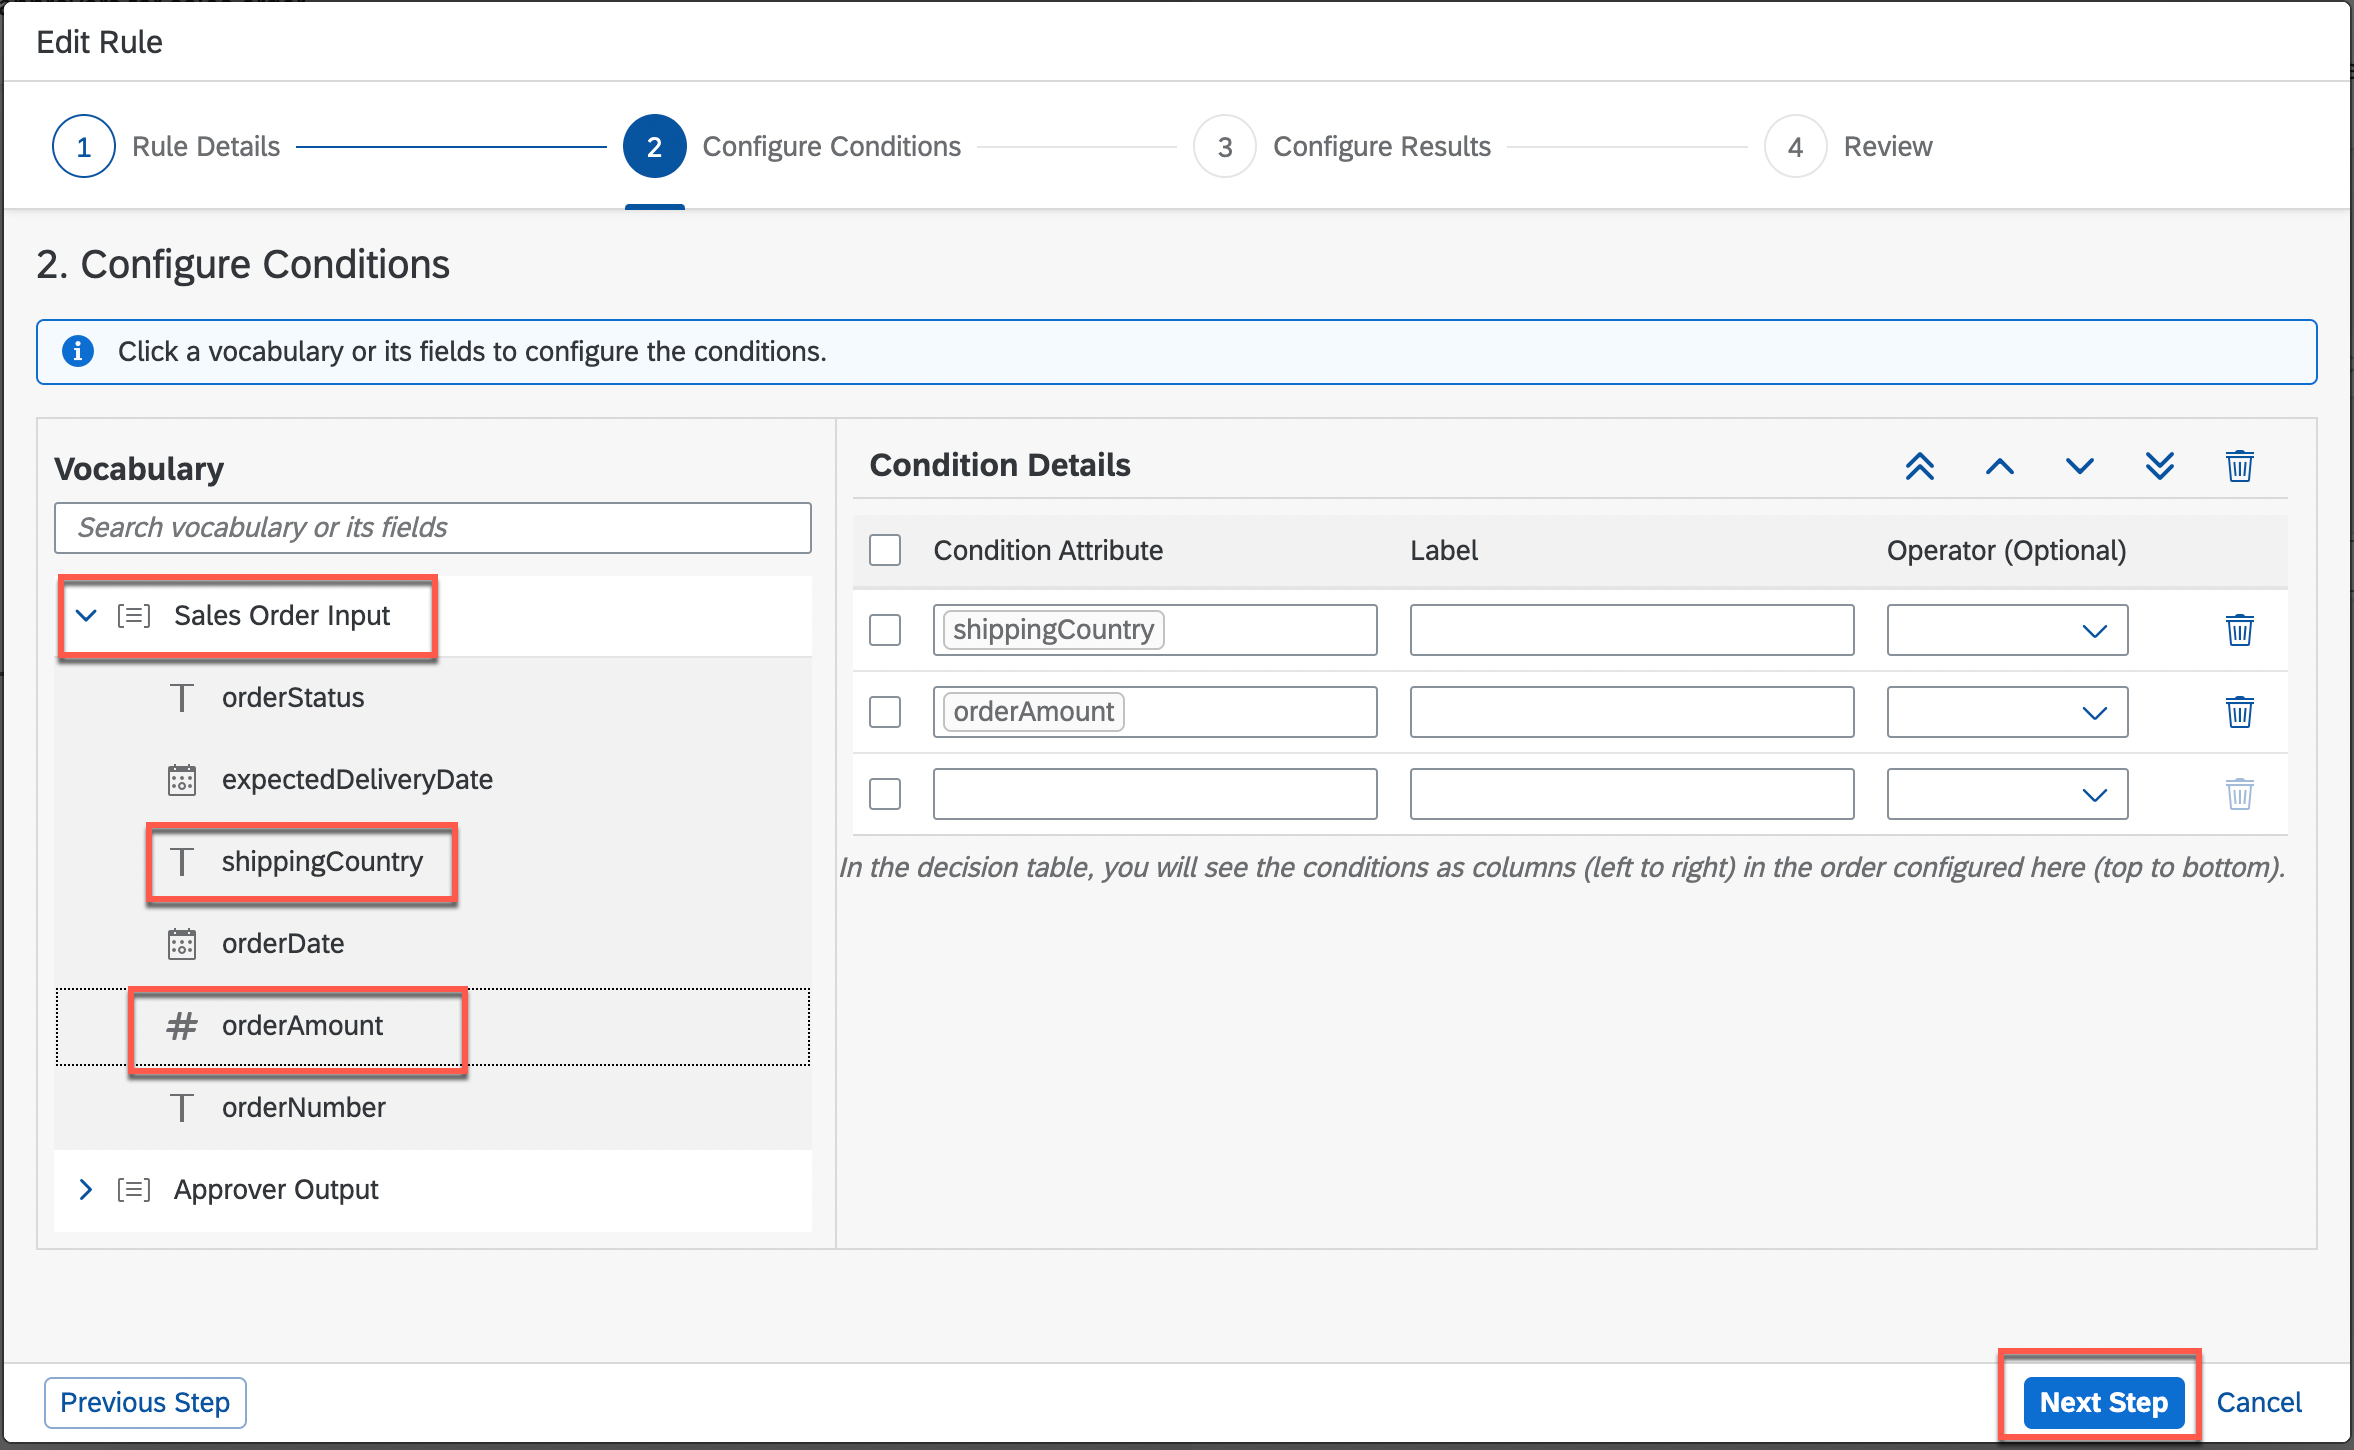 Edit Rule
1 Rule Details 2 Configure Conditions 3 Configure Results 4 Review
2. Configure Conditions
Click a vocabulary or its fields to configure the conditions.
Vocabulary
Search vocabulary or its fields
Sales Order Input
orderStatus
expectedDeliveryDate
shippingCountry
orderDate
# orderAmount
orderNumber
Approver Output
Condition Details
Condition Attribute Label Operator (Optional)
shippingCountry
orderAmount
In the decision table, you will see the conditions as columns (left to right) in the order configured here (top to bottom).
Previous Step Next Step Cancel